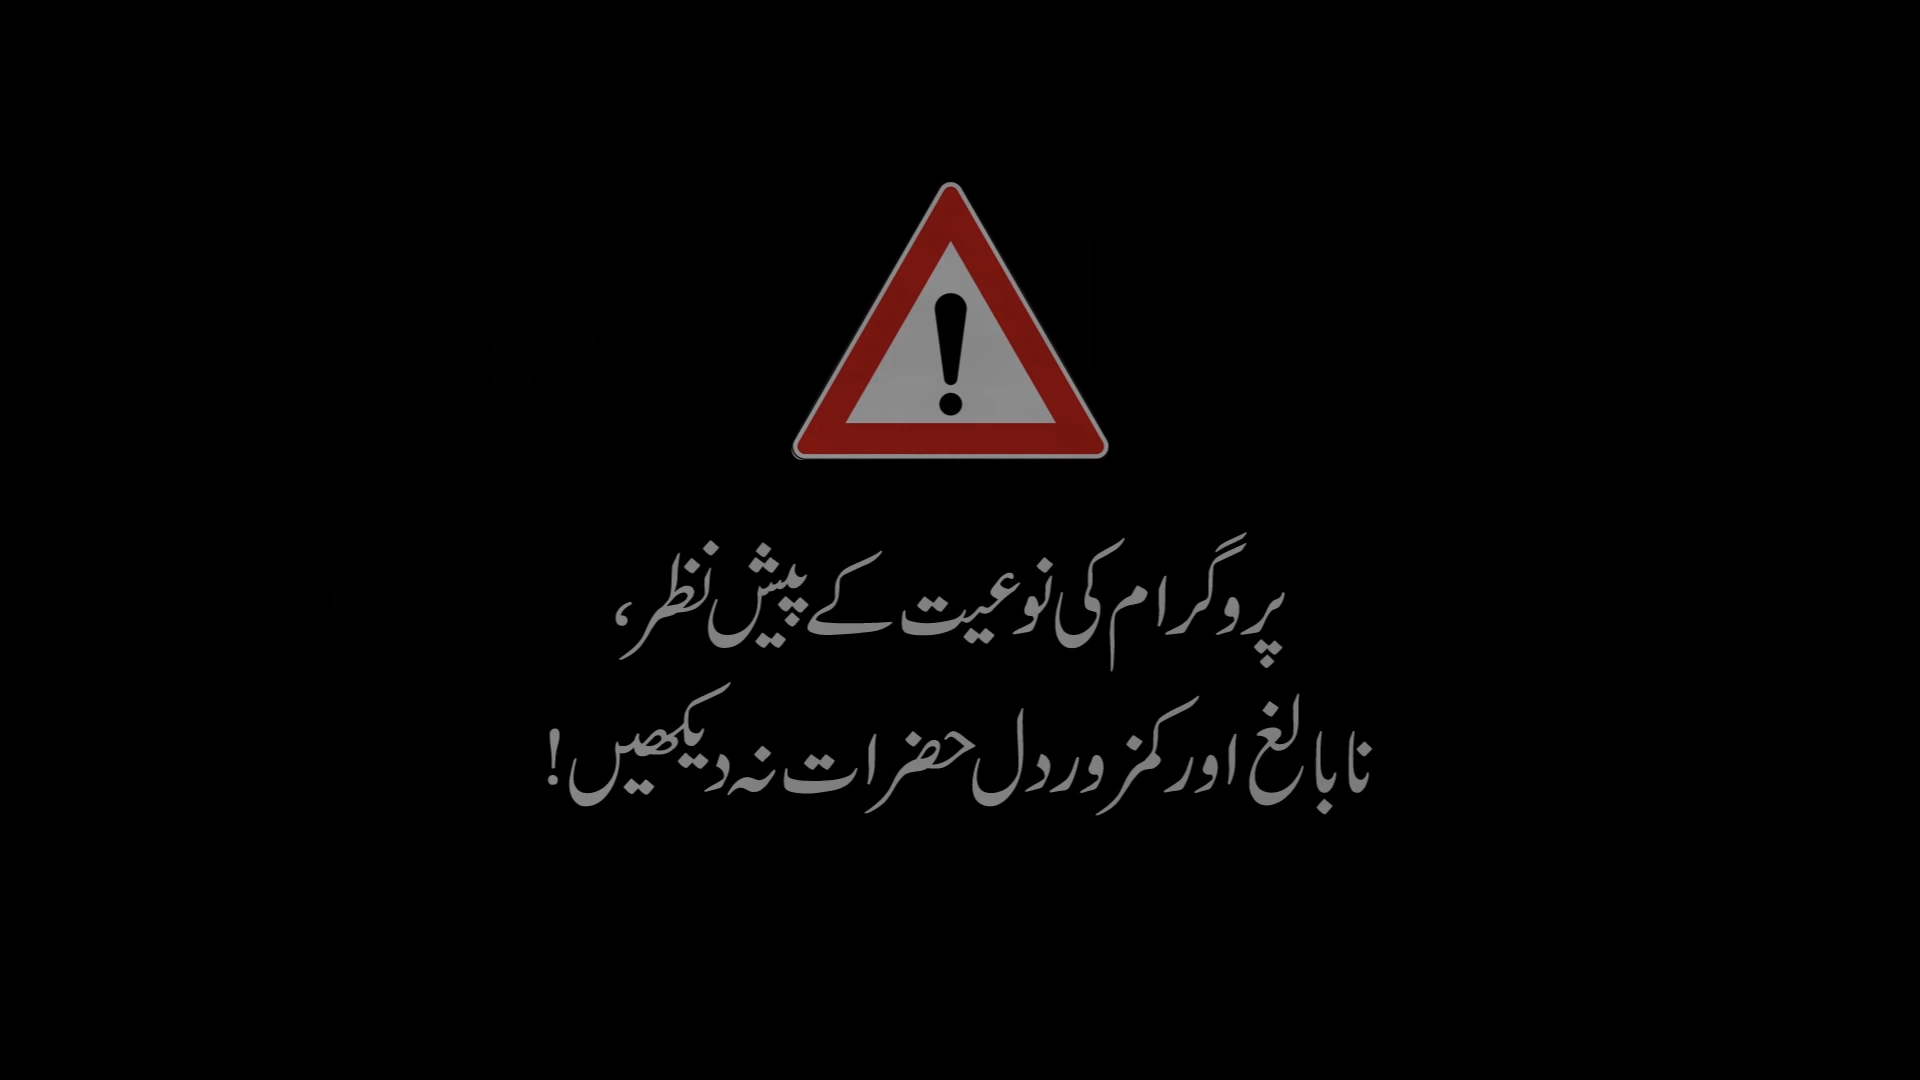 پروگرام کی نوعیت کے پیش نظر،
نابالغ اور کمزور دل حضرات نہ دیکھیں!